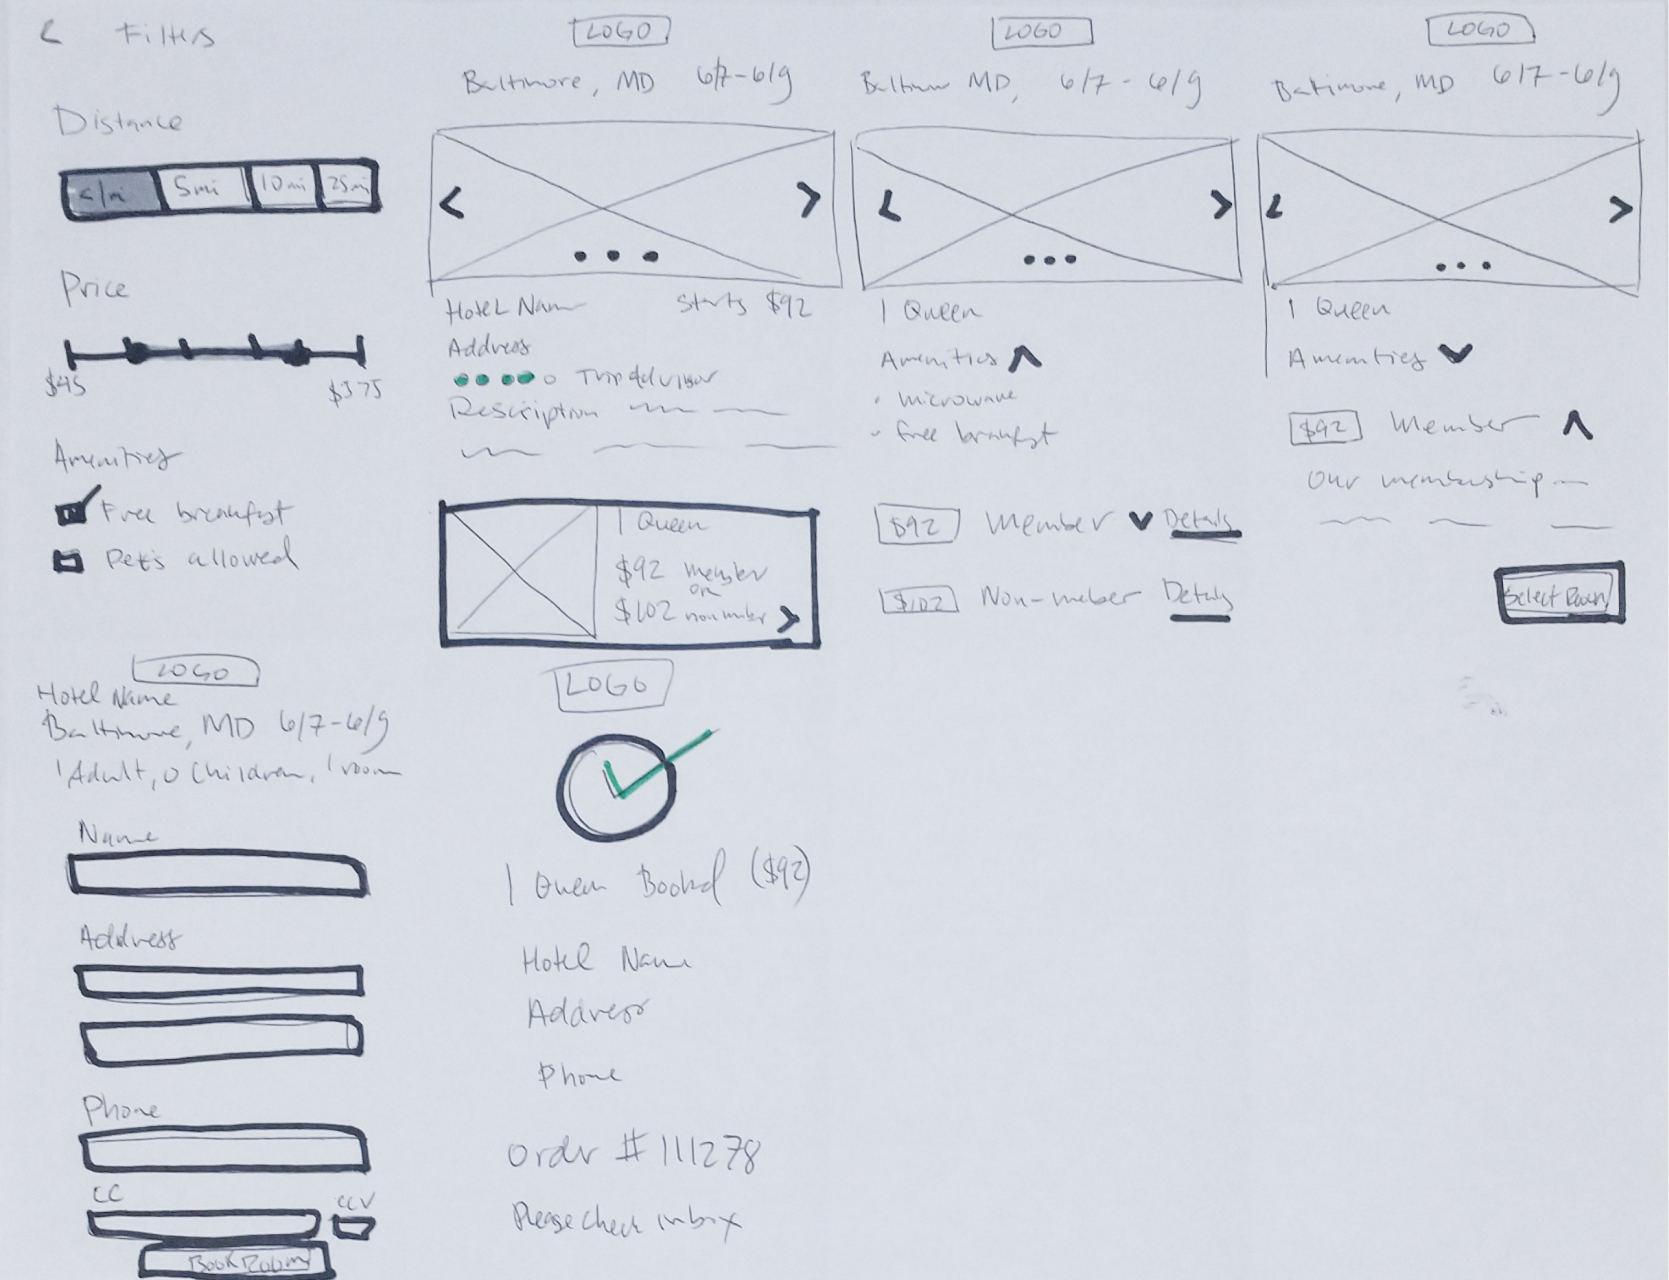 < Filters
Distance
<1mi 5mi 10mi 25mi
Price
$45 $375
Amenities
Free breakfast
Pets allowed
LOGO
Baltimore, MD 6/7-6/9
Hotel Name Starts $92
Address
TripAdvisor
Description
1 Queen
$92 member
or
$102 nonmember
LOGO
Baltimore MD, 6/7-6/9
1 Queen
Amenities
• microwave
• Free breakfast
$92 Member Details
$102 Non-member Details
LOGO
Baltimore, MD 6/7-6/9
1 Queen
Amenities
$92 Member
Our membership
Select Room
LOGO
Hotel Name
Baltimore, MD 6/7-6/9
1 Adult, 0 Children, 1 room
Name
Address
Phone
CC CCV
Book Room
LOGO
1 Queen Booked ($92)
Hotel Name
Address
Phone
Order # 111278
Please check inbox